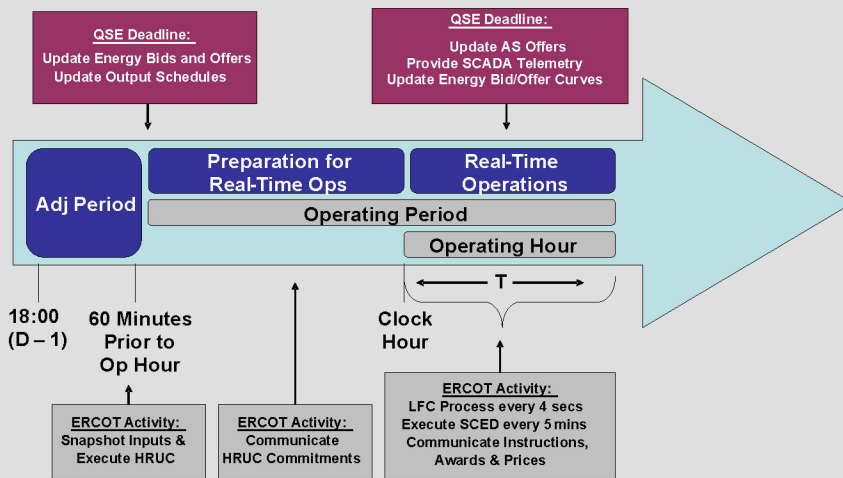 QSE Deadline:
Update Energy Bids and Offers
Update Output Schedules
QSE Deadline:
Update AS Offers
Provide SCADA Telemetry
Update Energy Bid/Offer Curves
Adj Period
Preparation for
Real-Time Ops
Real-Time
Operations
Operating Period
Operating Hour
T
18:00
(D – 1)
60 Minutes
Prior to
Op Hour
Clock
Hour
ERCOT Activity:
Snapshot Inputs &
Execute HRUC
ERCOT Activity:
Communicate
HRUC Commitments
ERCOT Activity:
LFC Process every 4 secs
Execute SCED every 5 mins
Communicate Instructions,
Awards & Prices